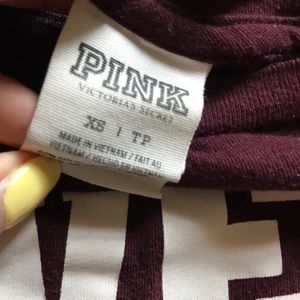 PINK
VICTORIA'S SECRET
XS | TP
MADE IN VIETNAM / FAIT AU
VIETNAM / HECHO EN VIETNAM